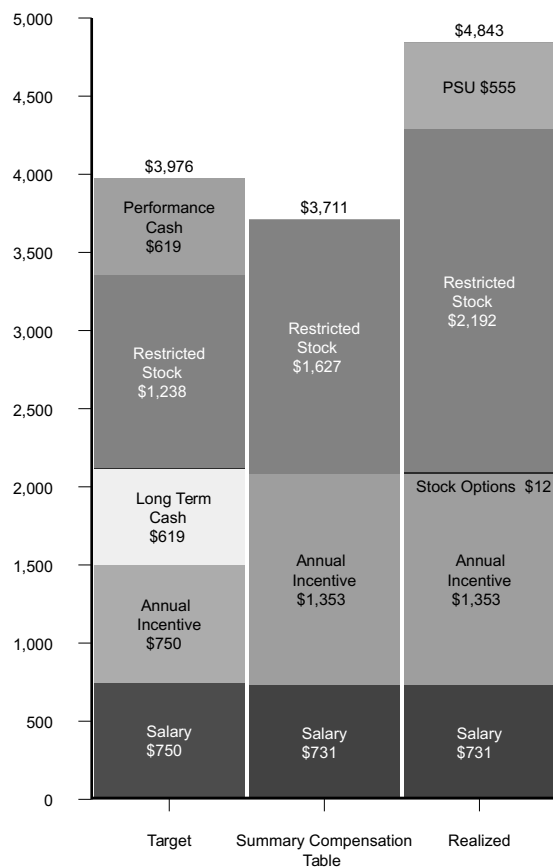 5,000
4,500
4,000
3,500
3,000
2,500
2,000
1,500
1,000
500
0
$3,976
Performance
Cash
$619
Restricted
Stock
$1,238
Long Term
Cash
$619
Annual
Incentive
$750
Salary
$750
$3,711
Restricted
Stock
$1,627
Annual
Incentive
$1,353
Salary
$731
$4,843
PSU $555
Restricted
Stock
$2,192
Stock Options $12
Annual
Incentive
$1,353
Salary
$731
Target
Summary Compensation
Table
Realized